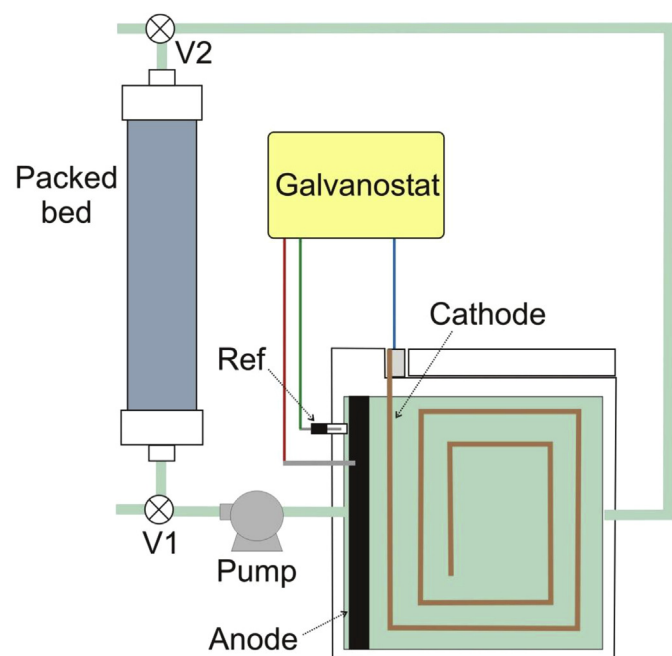 V2
Packed
bed
Galvanostat
Cathode
Ref
V1
Pump
Anode